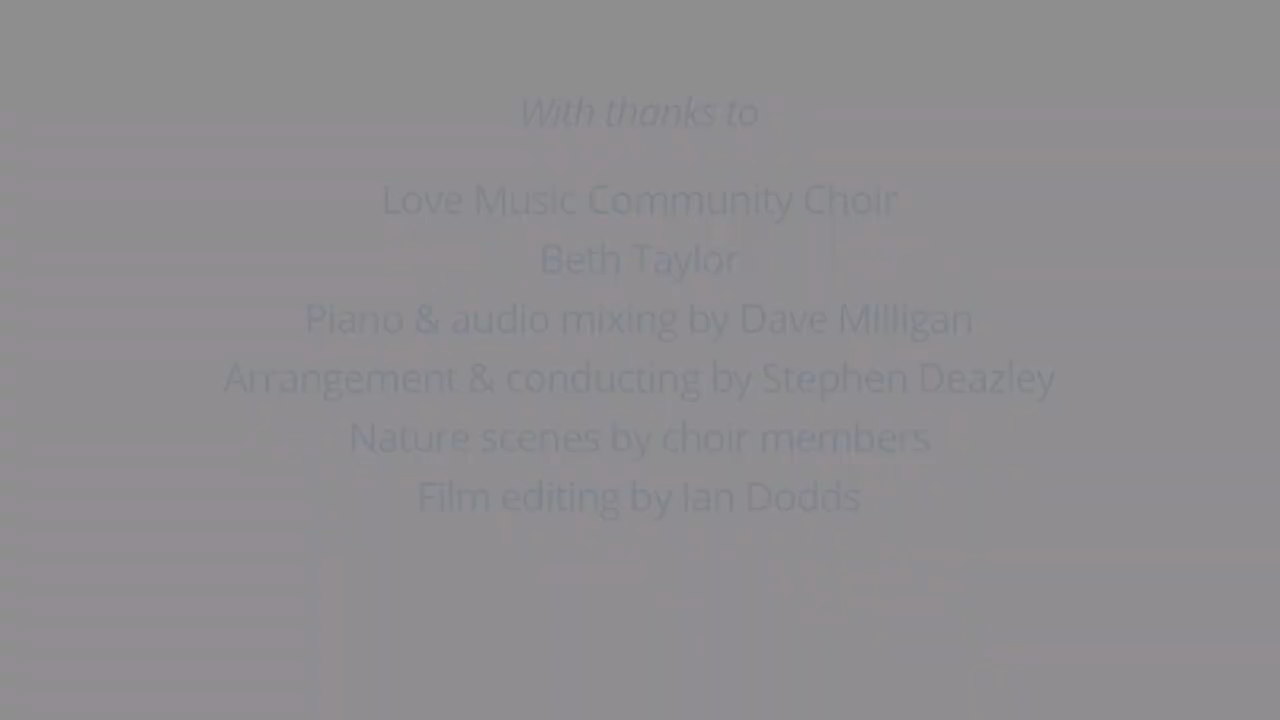 With thanks to
Love Music Community Choir
Beth Taylor
Piano & audio mixing by Dave Milligan
Arrangement & conducting by Stephen Deazley
Nature scenes by choir members
Film editing by Ian Dodds